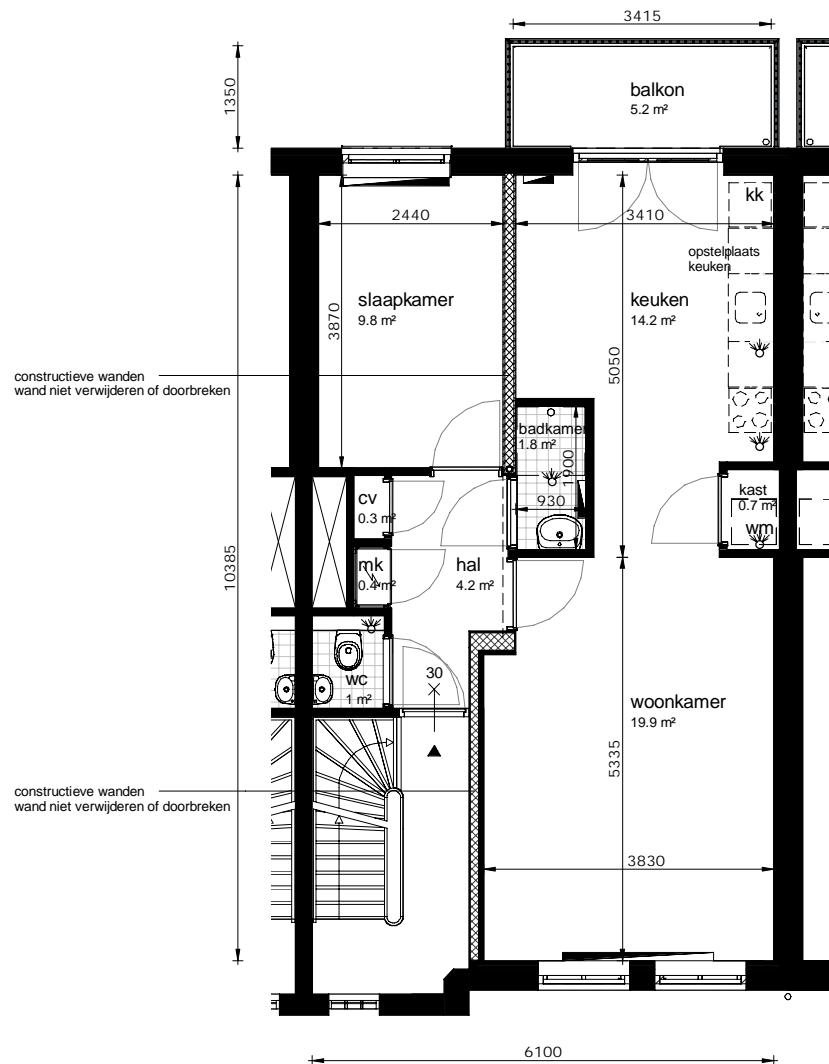 3415
1350
balkon
5.2 m²
kk
2440
3410
opstelplaats
keuken
slaapkamer
9.8 m²
keuken
14.2 m²
3870
5050
constructieve wanden
wand niet verwijderen of doorbreken
badkamer
1.8 m²
1900
930
cv
0.3 m²
kast
0.7 m²
wm
mk
0.4 m²
hal
4.2 m²
10385
wc
1 m²
30
woonkamer
19.9 m²
5335
constructieve wanden
wand niet verwijderen of doorbreken
3830
6100